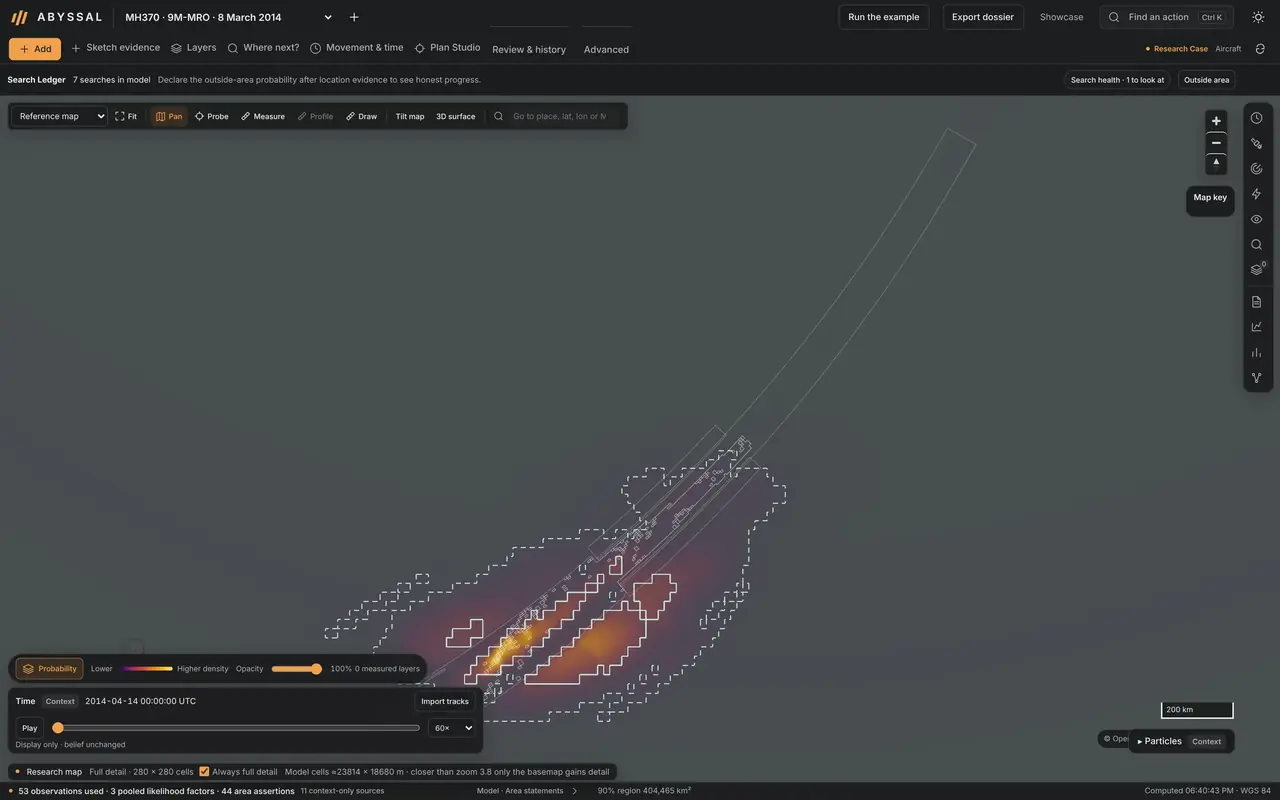 ABYSSAL
MH370 · 9M-MRO · 8 March 2014
Run the example
Export dossier
Showcase
Find an action Ctrl K
Add
Sketch evidence
Layers
Where next?
Movement & time
Plan Studio
Review & history
Advanced
Research Case Aircraft
Search Ledger 7 searches in model Declare the outside-area probability after location evidence to see honest progress.
Search health · 1 to look at
Outside area
Reference map
Fit
Pan
Probe
Measure
Profile
Draw
Tilt map
3D surface
Go to place, lat, lon or M
Map key
0
Probability Lower Higher density Opacity 100% 0 measured layers
Time Context 2014-04-14 00:00:00 UTC Import tracks
Play 60×
Display only · belief unchanged
200 km
© Ope
▸ Particles Context
Research map Full detail · 280 × 280 cells Always full detail Model cells ≈23814 × 18680 m · closer than zoom 3.8 only the basemap gains detail
53 observations used · 3 pooled likelihood factors · 44 area assertions 11 context-only sources Model · Area statements 90% region 404,465 km² Computed 06:40:43 PM · WGS 84